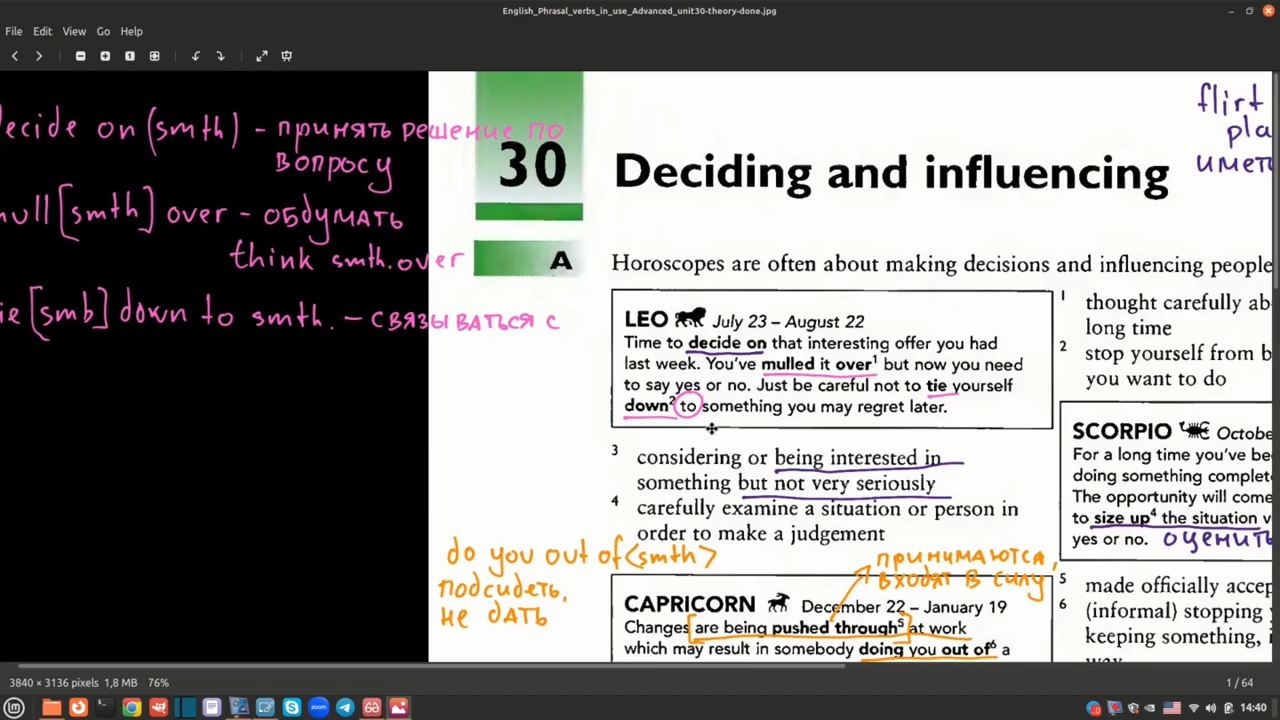 English_Phrasal_verbs_in_use_Advanced_unit30-theory-done.jpg
File Edit View Go Help
ecide on (smth) - принять решение по
вопросу
ull [smth] over - обдумать
think smth. over
ie [smb] down to smth. - связываться с
30
Deciding and influencing
flirt
pla
имет
A
Horoscopes are often about making decisions and influencing people
LEO July 23 – August 22
Time to decide on that interesting offer you had
last week. You've mulled it over¹ but now you need
to say yes or no. Just be careful not to tie yourself
down² to something you may regret later.
1 thought carefully ab
long time
2 stop yourself from b
you want to do
3 considering or being interested in
something but not very seriously
4 carefully examine a situation or person in
order to make a judgement
SCORPIO Octobe
For a long time you've be
doing something complet
The opportunity will come
to size up⁴ the situation v
yes or no. оценить
do you out of <smth>
подсидеть,
не дать
принимаются,
входят в силу
CAPRICORN December 22 – January 19
Changes [are being pushed through⁵] at work
which may result in somebody doing you out of⁶ a
5 made officially accep
6 (informal) stopping
keeping something, i
way
3840 × 3136 pixels 1,8 MB 76%
1 / 64
14:40